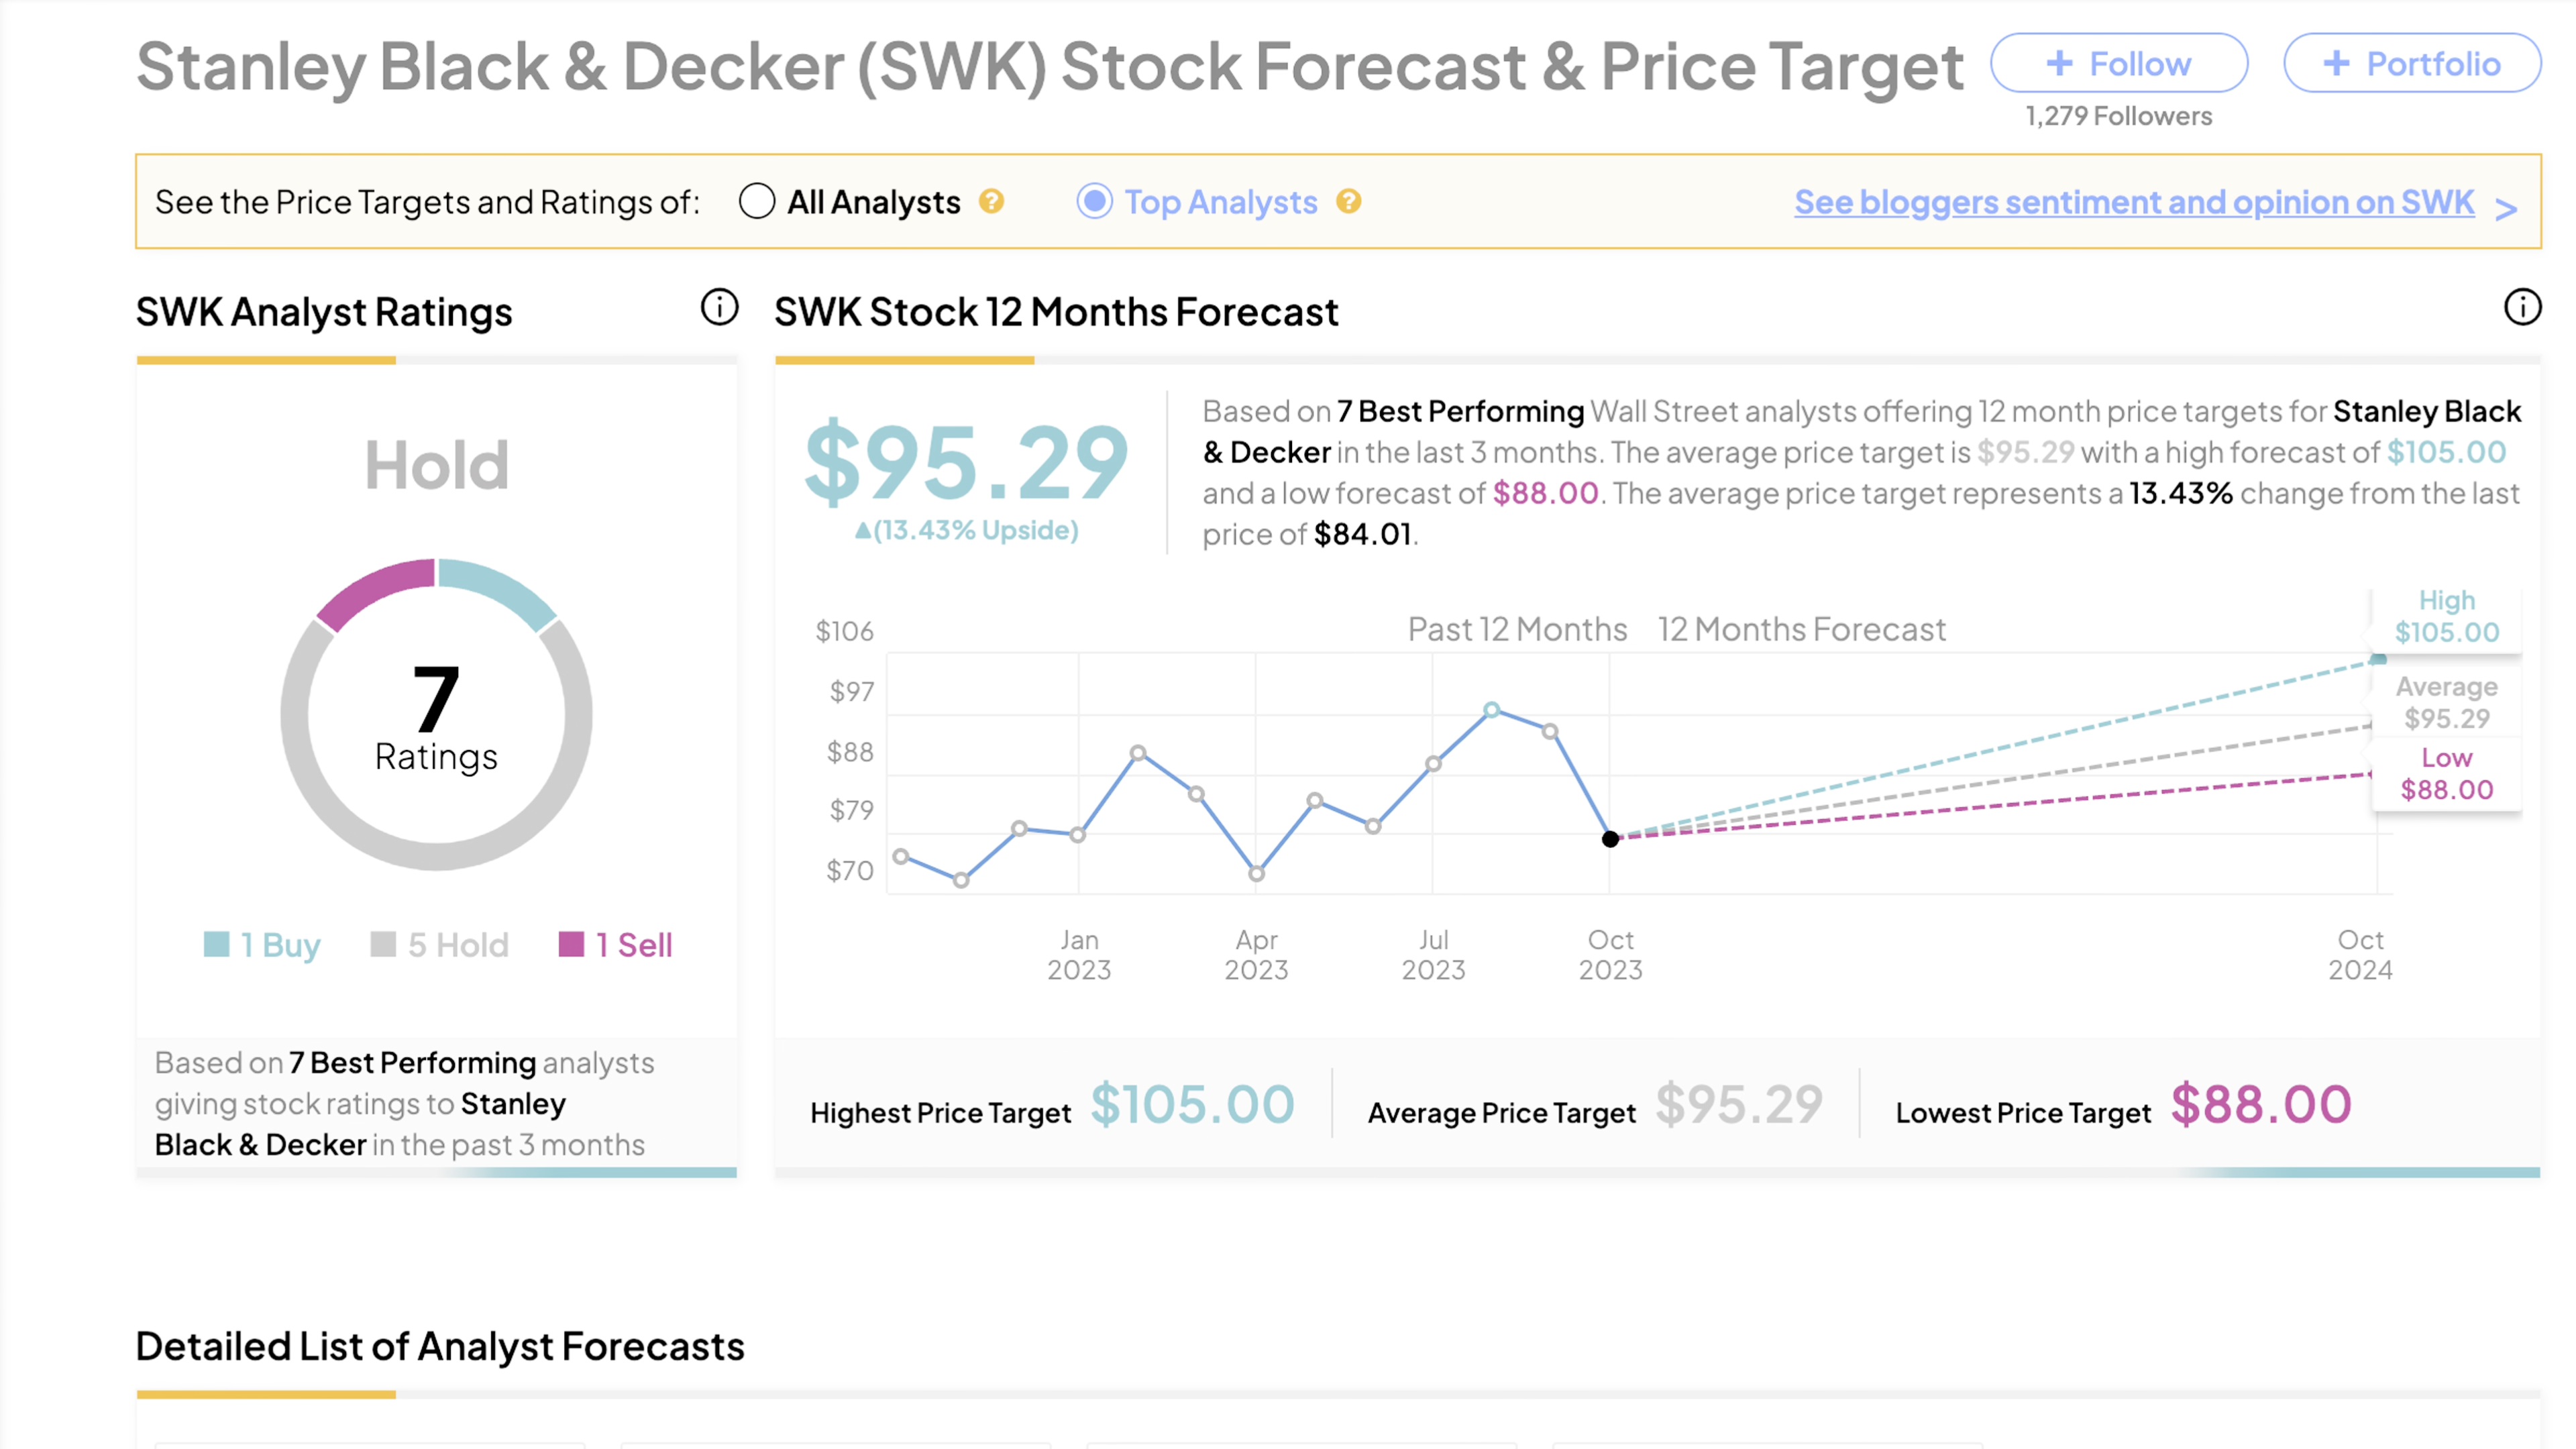 Stanley Black & Decker (SWK) Stock Forecast & Price Target
+ Follow
+ Portfolio
1,279 Followers
See the Price Targets and Ratings of:
All Analysts ?
Top Analysts ?
See bloggers sentiment and opinion on SWK >
SWK Analyst Ratings
Hold
7
Ratings
1 Buy
5 Hold
1 Sell
Based on 7 Best Performing analysts
giving stock ratings to Stanley
Black & Decker in the past 3 months
SWK Stock 12 Months Forecast
$95.29
▲(13.43% Upside)
Based on 7 Best Performing Wall Street analysts offering 12 month price targets for Stanley Black
& Decker in the last 3 months. The average price target is $95.29 with a high forecast of $105.00
and a low forecast of $88.00. The average price target represents a 13.43% change from the last
price of $84.01.
Past 12 Months
12 Months Forecast
$106
$97
$88
$79
$70
High
$105.00
Average
$95.29
Low
$88.00
Jan
2023
Apr
2023
Jul
2023
Oct
2023
Oct
2024
Highest Price Target $105.00
Average Price Target $95.29
Lowest Price Target $88.00
Detailed List of Analyst Forecasts